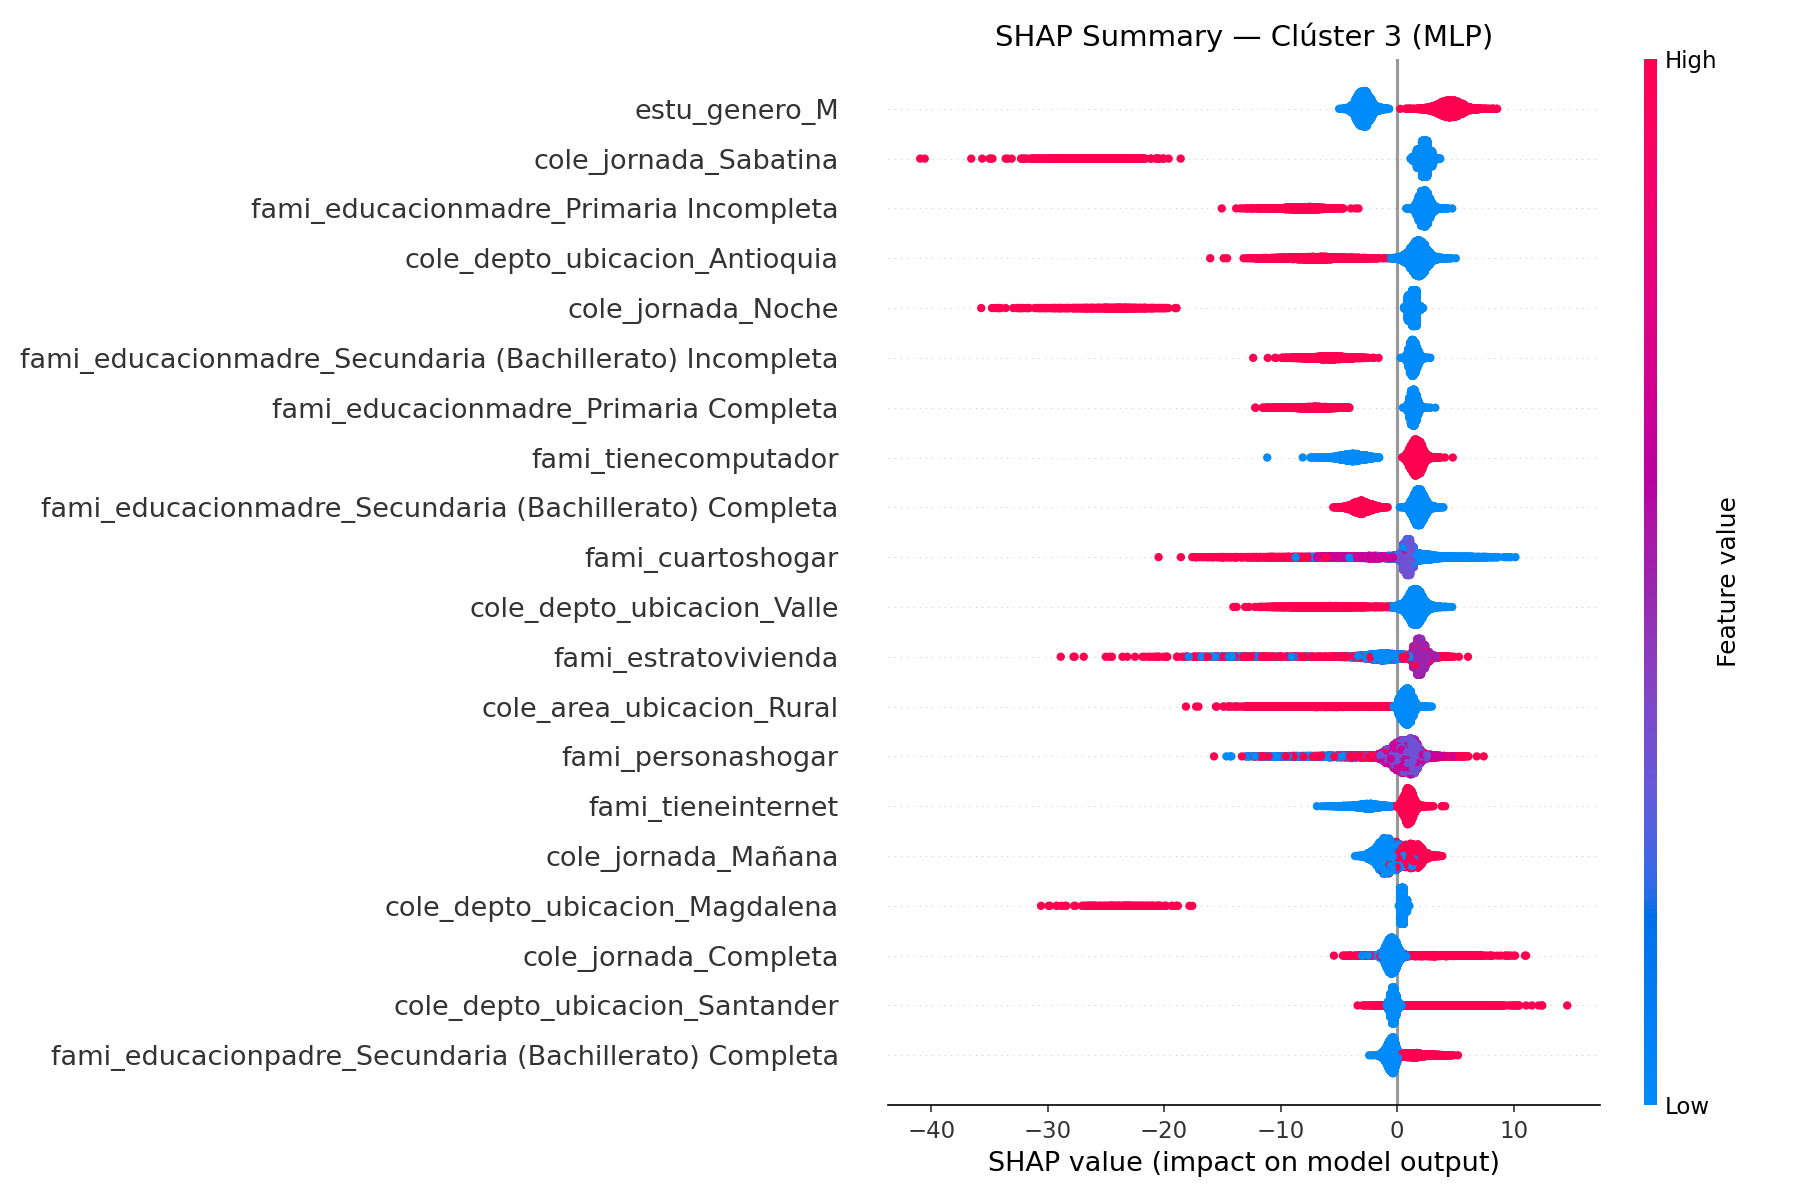 SHAP Summary — Clúster 3 (MLP)
High
estu_genero_M
cole_jornada_Sabatina
fami_educacionmadre_Primaria Incompleta
cole_depto_ubicacion_Antioquia
cole_jornada_Noche
fami_educacionmadre_Secundaria (Bachillerato) Incompleta
fami_educacionmadre_Primaria Completa
fami_tienecomputador
fami_educacionmadre_Secundaria (Bachillerato) Completa
fami_cuartoshogar
cole_depto_ubicacion_Valle
fami_estratovivienda
cole_area_ubicacion_Rural
fami_personashogar
fami_tieneinternet
cole_jornada_Mañana
cole_depto_ubicacion_Magdalena
cole_jornada_Completa
cole_depto_ubicacion_Santander
fami_educacionpadre_Secundaria (Bachillerato) Completa
Feature value
Low
−40 −30 −20 −10 0 10
SHAP value (impact on model output)